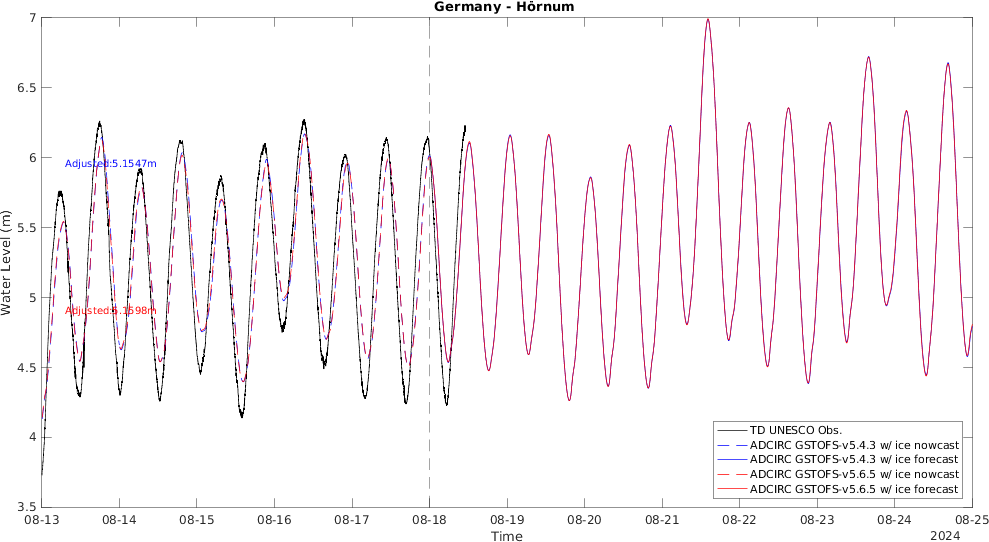 Germany - Hörnum
7
6.5
6
5.5
5
4.5
4
3.5
Water Level (m)
Adjusted:5.1547m
Adjusted:5.1598m
TD UNESCO Obs.
ADCIRC GSTOFS-v5.4.3 w/ ice nowcast
ADCIRC GSTOFS-v5.4.3 w/ ice forecast
ADCIRC GSTOFS-v5.6.5 w/ ice nowcast
ADCIRC GSTOFS-v5.6.5 w/ ice forecast
08-13 08-14 08-15 08-16 08-17 08-18 08-19 08-20 08-21 08-22 08-23 08-24 08-25
Time
2024